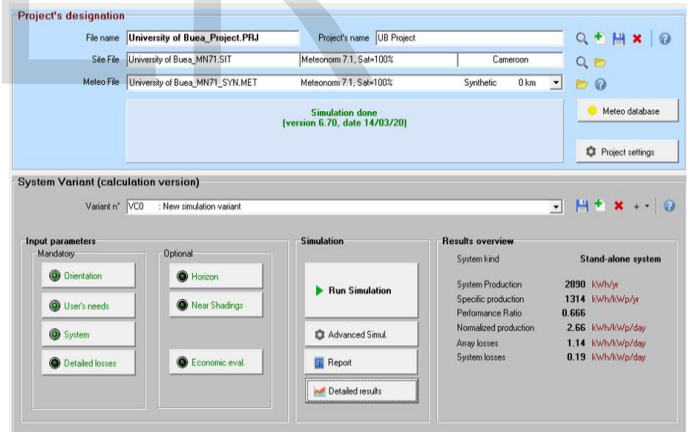 Project's designation
File name University of Buea_Project.PRJ Project's name UB Project
Site File University of Buea_MN71.SIT Meteonorm 7.1, Sat=100% Cameroon
Meteo File University of Buea_MN71_SYN.MET Meteonorm 7.1, Sat=100% Synthetic 0 km
Simulation done
(version 6.70, date 14/03/20)
Meteo database
Project settings
System Variant (calculation version)
Variant n° VC0 : New simulation variant
Input parameters
Mandatory
Orientation
User's needs
System
Detailed losses
Optional
Horizon
Near Shadings
Economic eval.
Simulation
Run Simulation
Advanced Simul.
Report
Detailed results
Results overview
System kind Stand-alone system
System Production 2890 kWh/yr
Specific production 1314 kWh/kWp/yr
Performance Ratio 0.666
Normalized production 2.66 kWh/kWp/day
Array losses 1.14 kWh/kWp/day
System losses 0.19 kWh/kWp/day